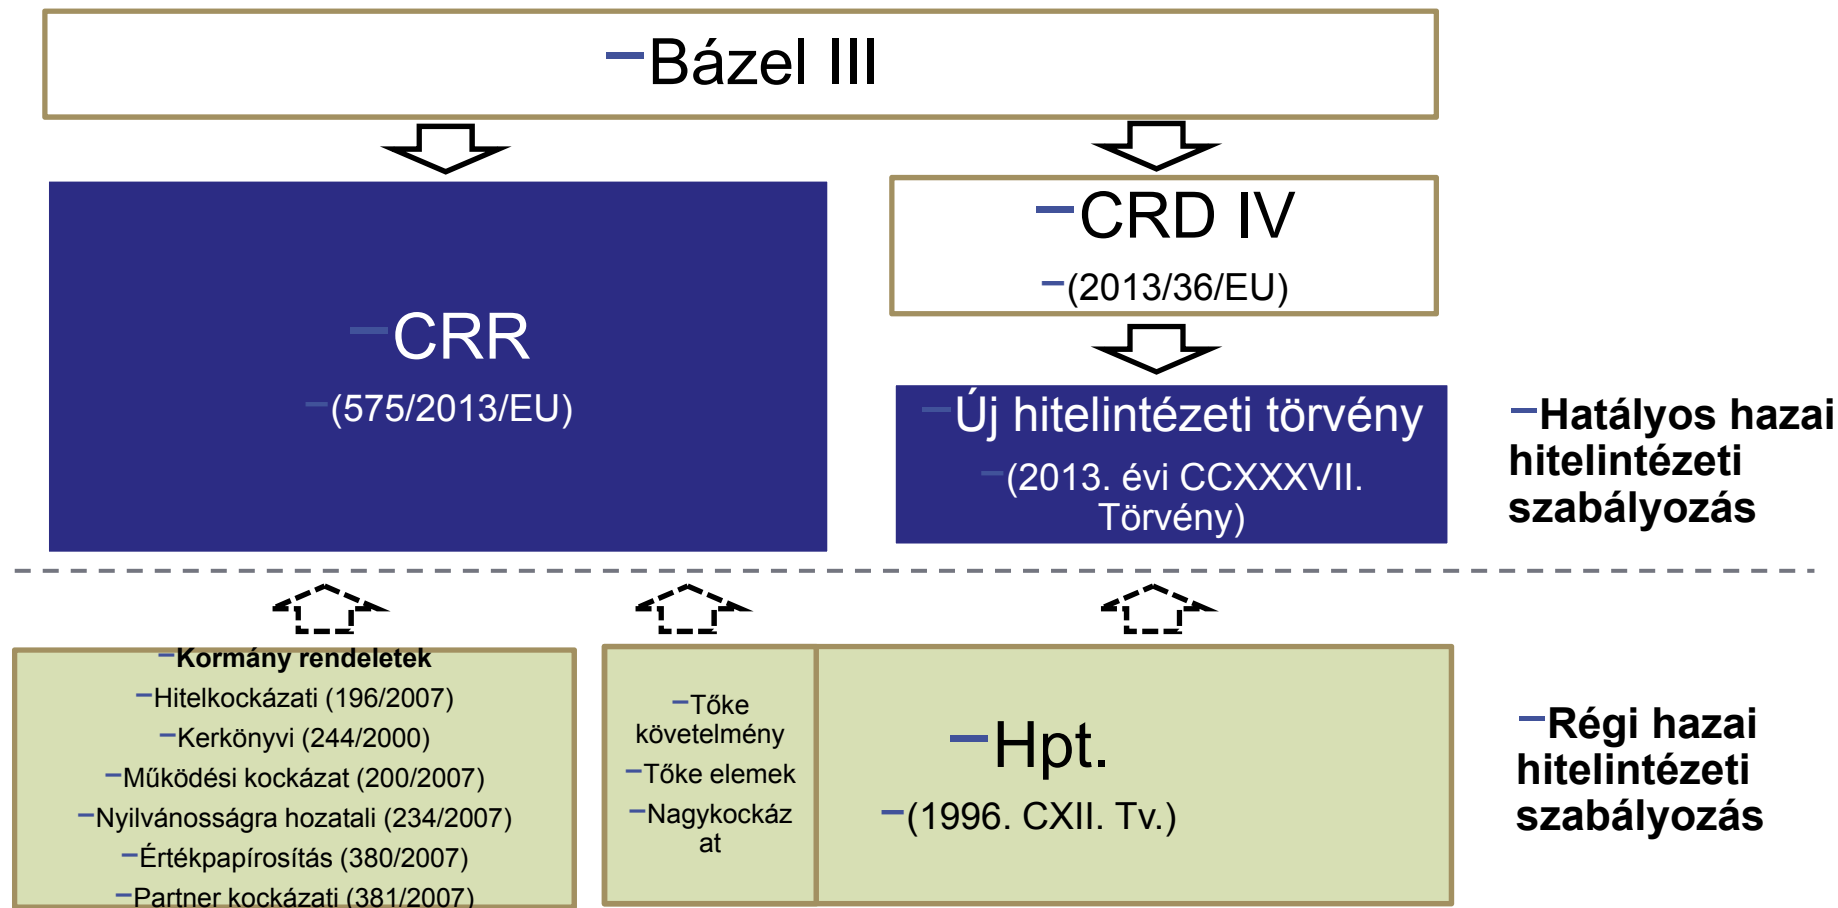 –Bázel III
–CRR
–(575/2013/EU)
–CRD IV
–(2013/36/EU)
–Új hitelintézeti törvény
–(2013. évi CCXXXVII.
Törvény)
–Hatályos hazai
hitelintézeti
szabályozás
–Kormány rendeletek
–Hitelkockázati (196/2007)
–Kerkönyvi (244/2000)
–Működési kockázat (200/2007)
–Nyilvánosságra hozatali (234/2007)
–Értékpapírosítás (380/2007)
–Partner kockázati (381/2007)
–Tőke
követelmény
–Tőke elemek
–Nagykockáz
at
–Hpt.
–(1996. CXII. Tv.)
–Régi hazai
hitelintézeti
szabályozás